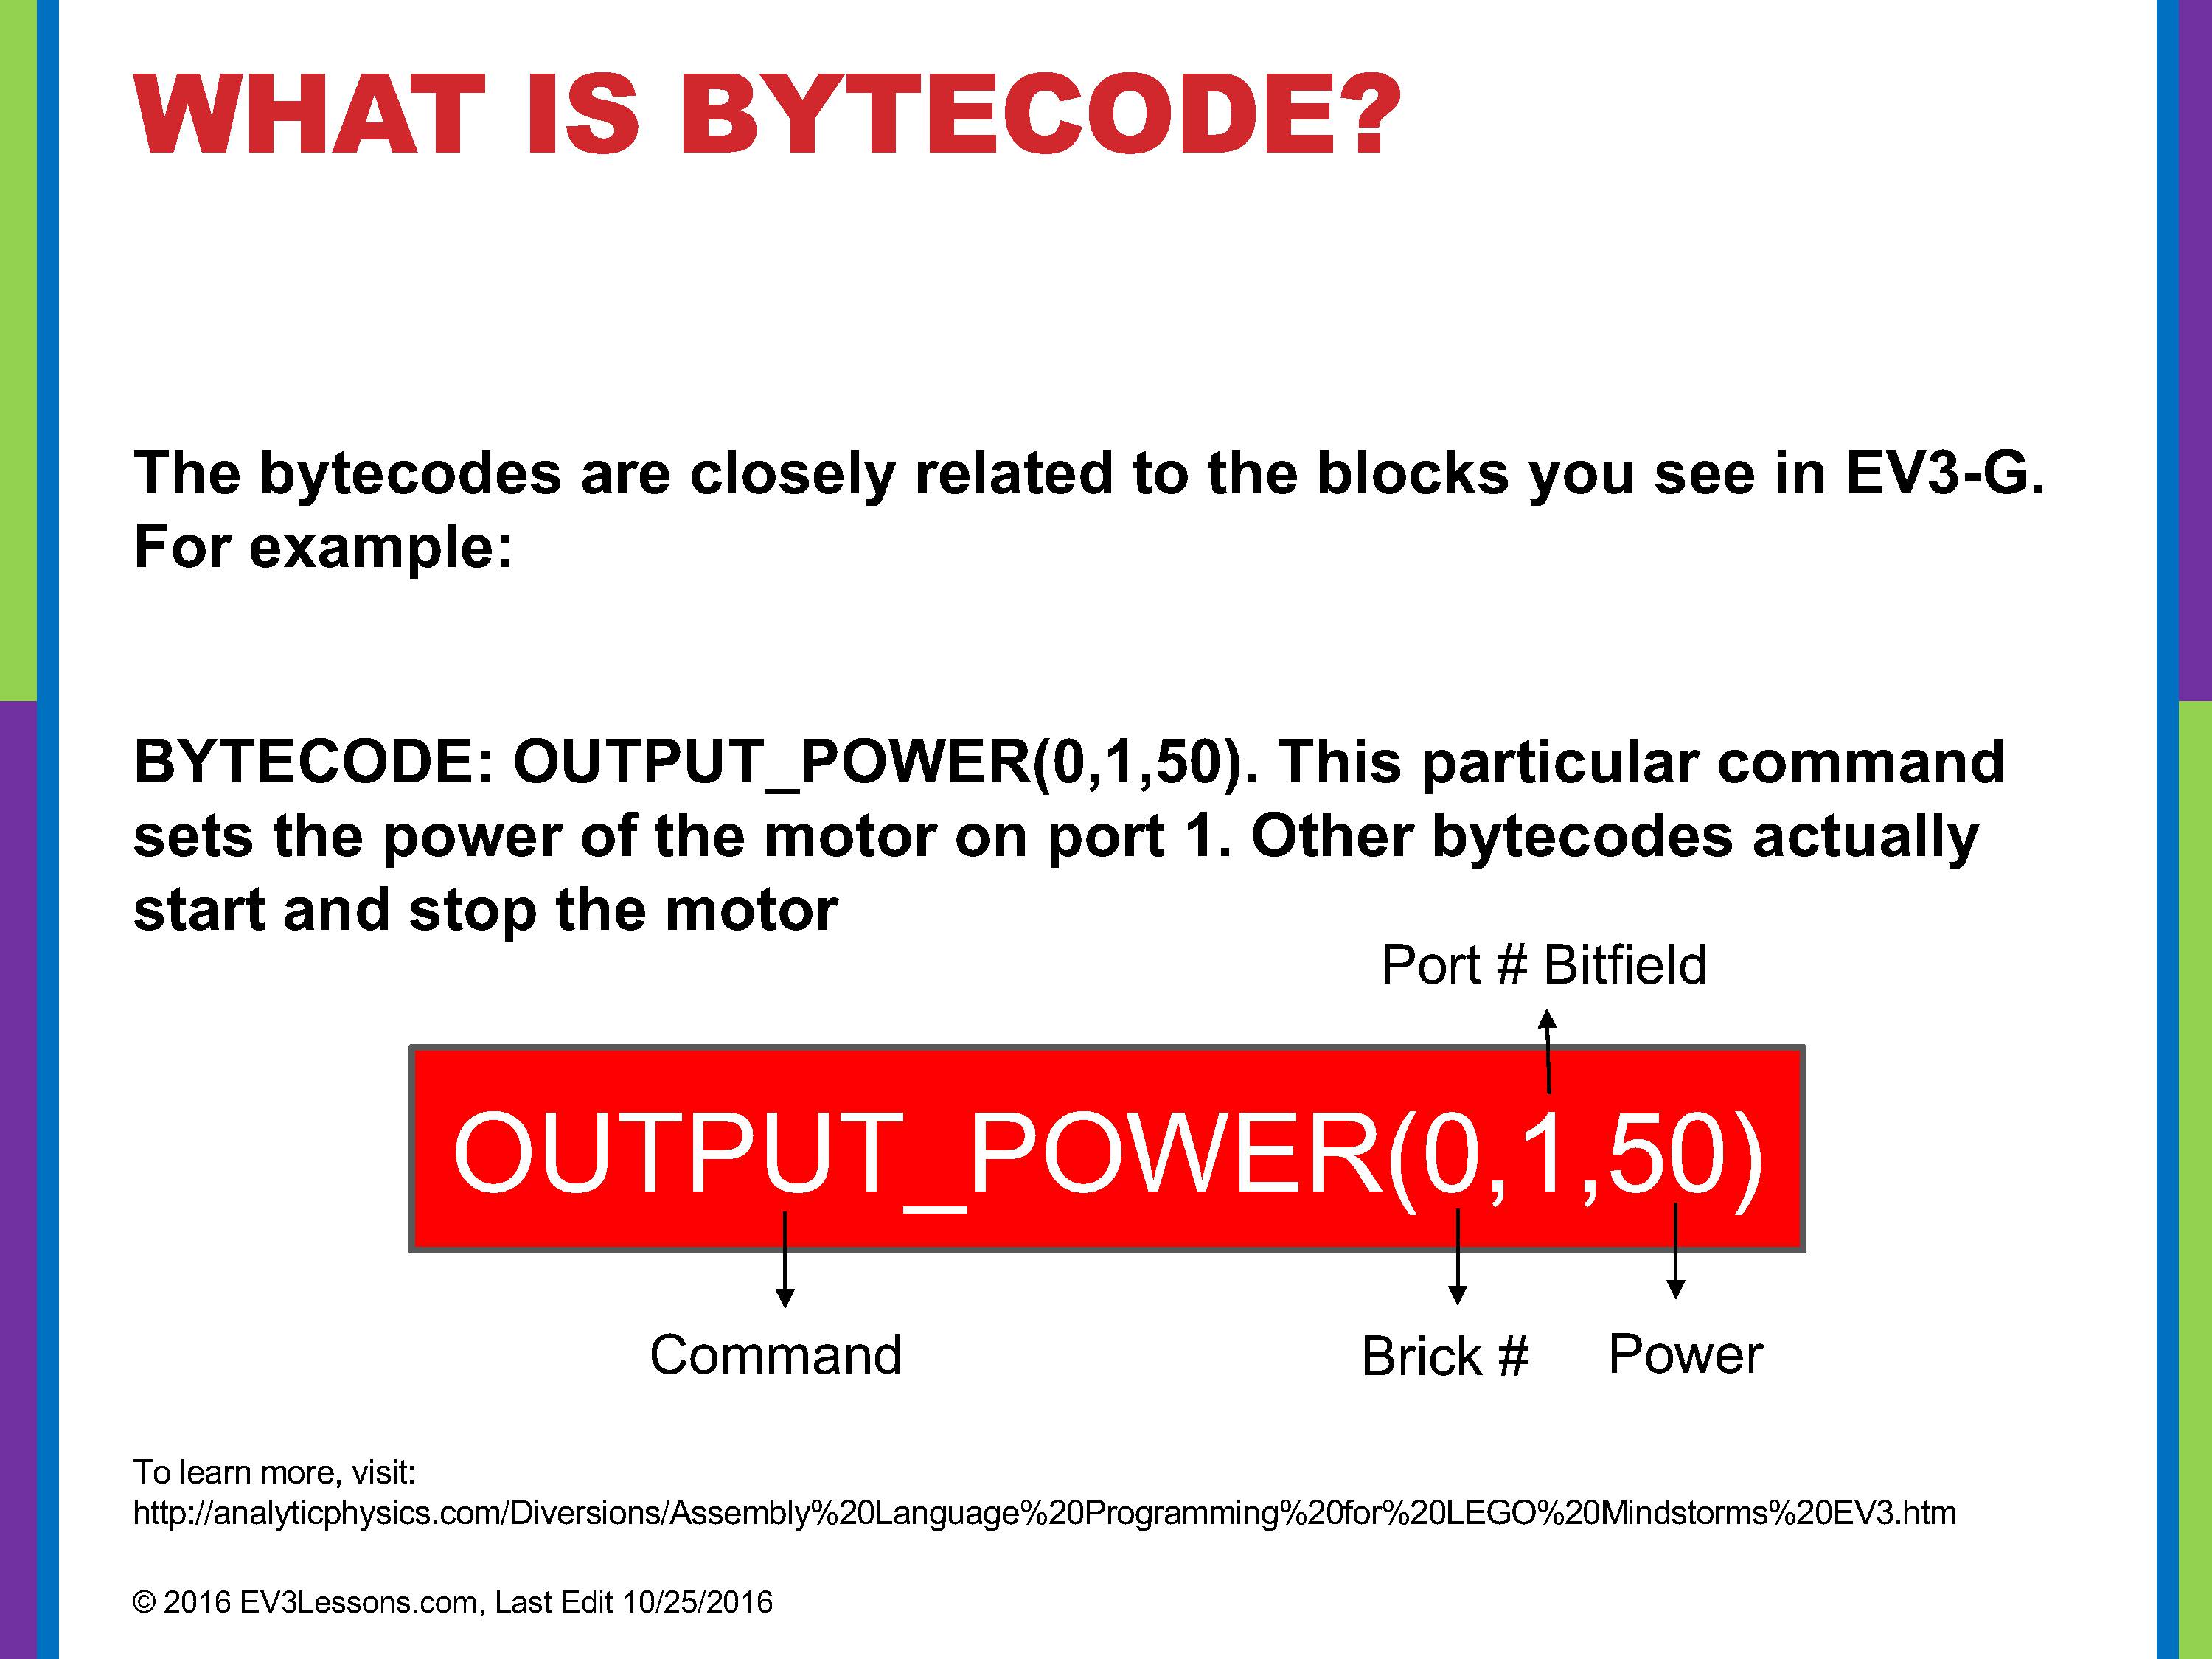 WHAT IS BYTECODE?
The bytecodes are closely related to the blocks you see in EV3-G.
For example:
BYTECODE: OUTPUT_POWER(0,1,50). This particular command
sets the power of the motor on port 1. Other bytecodes actually
start and stop the motor
Port # Bitfield
OUTPUT_POWER(0,1,50)
Command
Brick #
Power
To learn more, visit:
http://analyticphysics.com/Diversions/Assembly%20Language%20Programming%20for%20LEGO%20Mindstorms%20EV3.htm
© 2016 EV3Lessons.com, Last Edit 10/25/2016